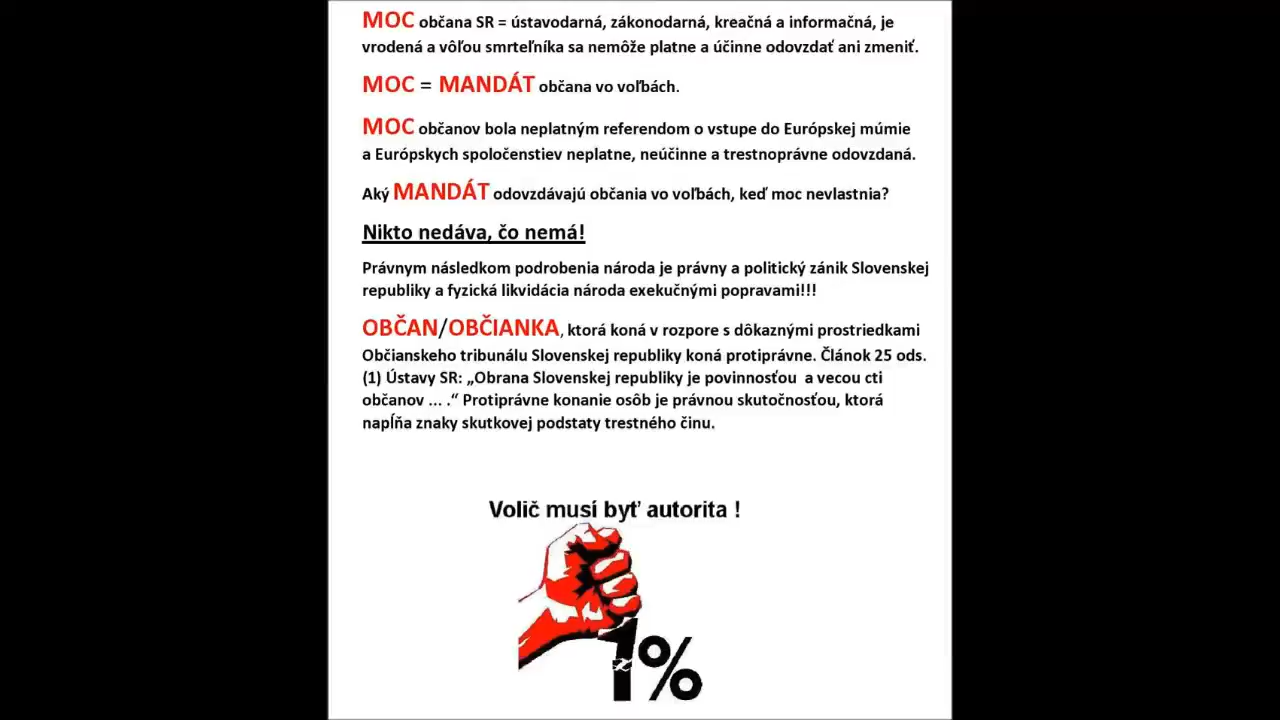 MOC občana SR = ústavodarná, zákonodarná, kreačná a informačná, je
vrodená a vôľou smrteľníka sa nemôže platne a účinne odovzdať ani zmeniť.
MOC = MANDÁT občana vo voľbách.
MOC občanov bola neplatným referendom o vstupe do Európskej múmie
a Európskych spoločenstiev neplatne, neúčinne a trestnoprávne odovzdaná.
Aký MANDÁT odovzdávajú občania vo voľbách, keď moc nevlastnia?
Nikto nedáva, čo nemá!
Právnym následkom podrobenia národa je právny a politický zánik Slovenskej
republiky a fyzická likvidácia národa exekučnými popravami!!!
OBČAN/OBČIANKA, ktorá koná v rozpore s dôkaznými prostriedkami
Občianskeho tribunálu Slovenskej republiky koná protiprávne. Článok 25 ods.
(1) Ústavy SR: „Obrana Slovenskej republiky je povinnosťou a vecou cti
občanov ... .“ Protiprávne konanie osôb je právnou skutočnosťou, ktorá
napĺňa znaky skutkovej podstaty trestného činu.
Volič musí byť autorita !
1%